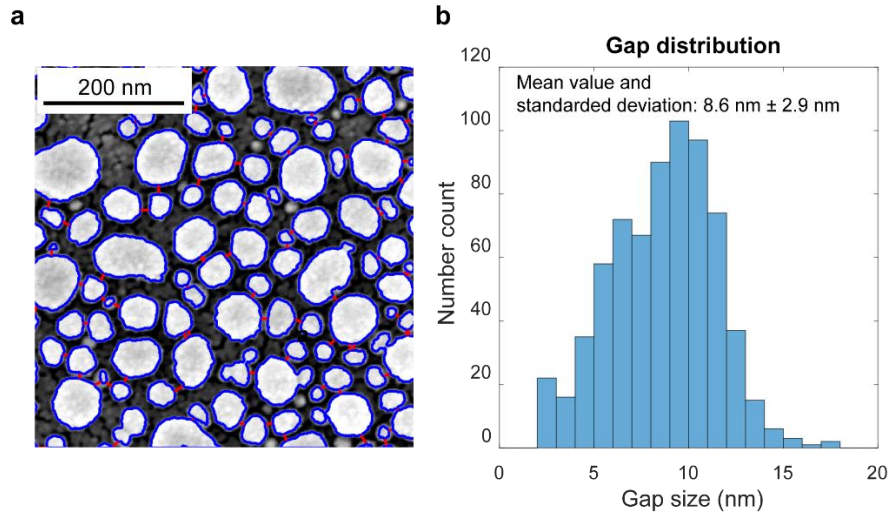 a
200 nm
b
Gap distribution
Mean value and
standarded deviation: 8.6 nm ± 2.9 nm
Number count
120
100
80
60
40
20
0
0 5 10 15 20
Gap size (nm)